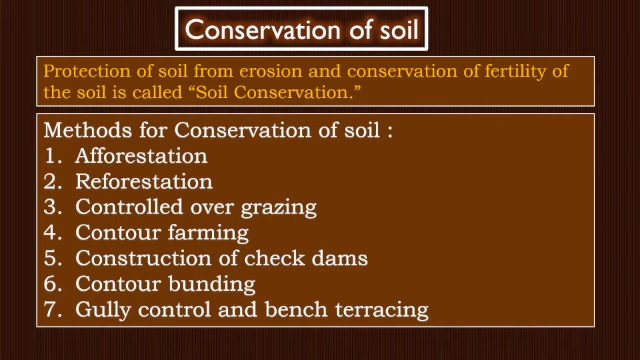 Conservation of soil
Protection of soil from erosion and conservation of fertility of
the soil is called “Soil Conservation.”
Methods for Conservation of soil :
1. Afforestation
2. Reforestation
3. Controlled over grazing
4. Contour farming
5. Construction of check dams
6. Contour bunding
7. Gully control and bench terracing